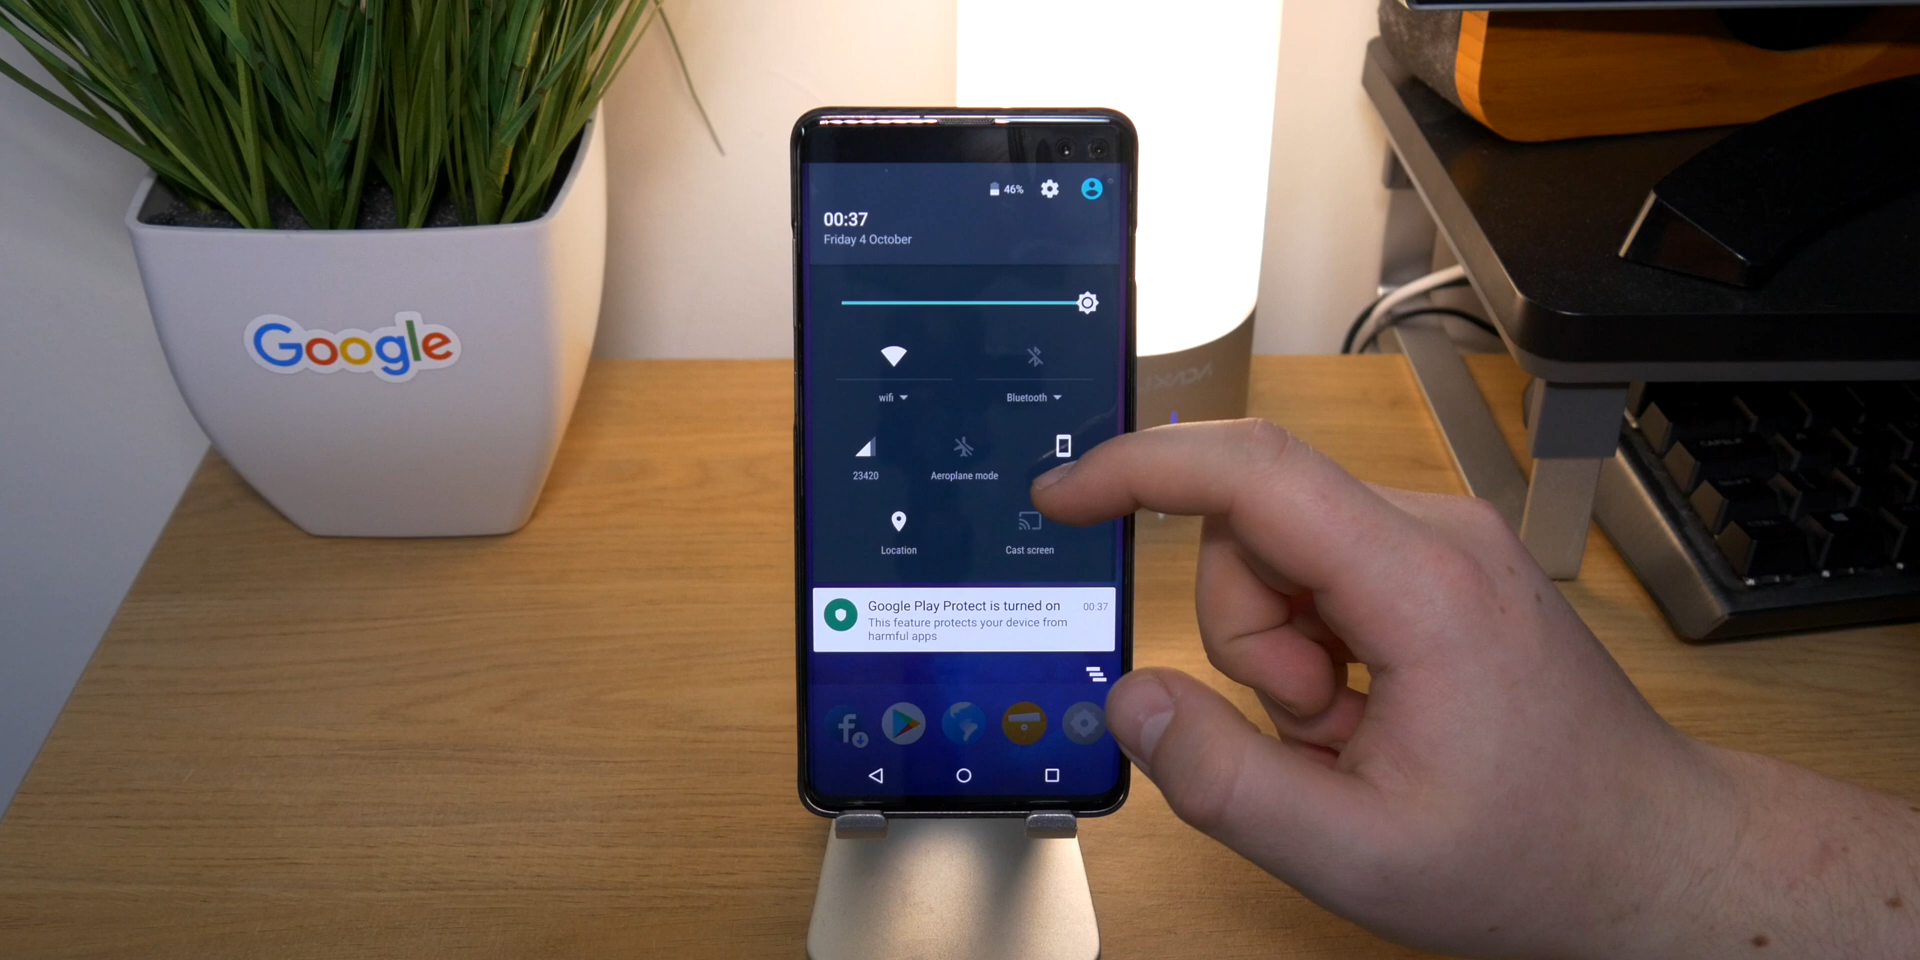 Google
46%
00:37
Friday 4 October
wifi
Bluetooth
23420
Aeroplane mode
Location
Cast screen
Google Play Protect is turned on
00:37
This feature protects your device from
harmful apps